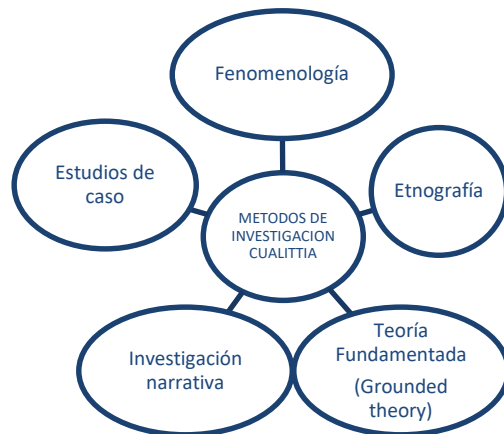 Fenomenología
Estudios de
caso
Etnografía
METODOS DE
INVESTIGACION
CUALITTIA
Investigación
narrativa
Teoría
Fundamentada
(Grounded
theory)